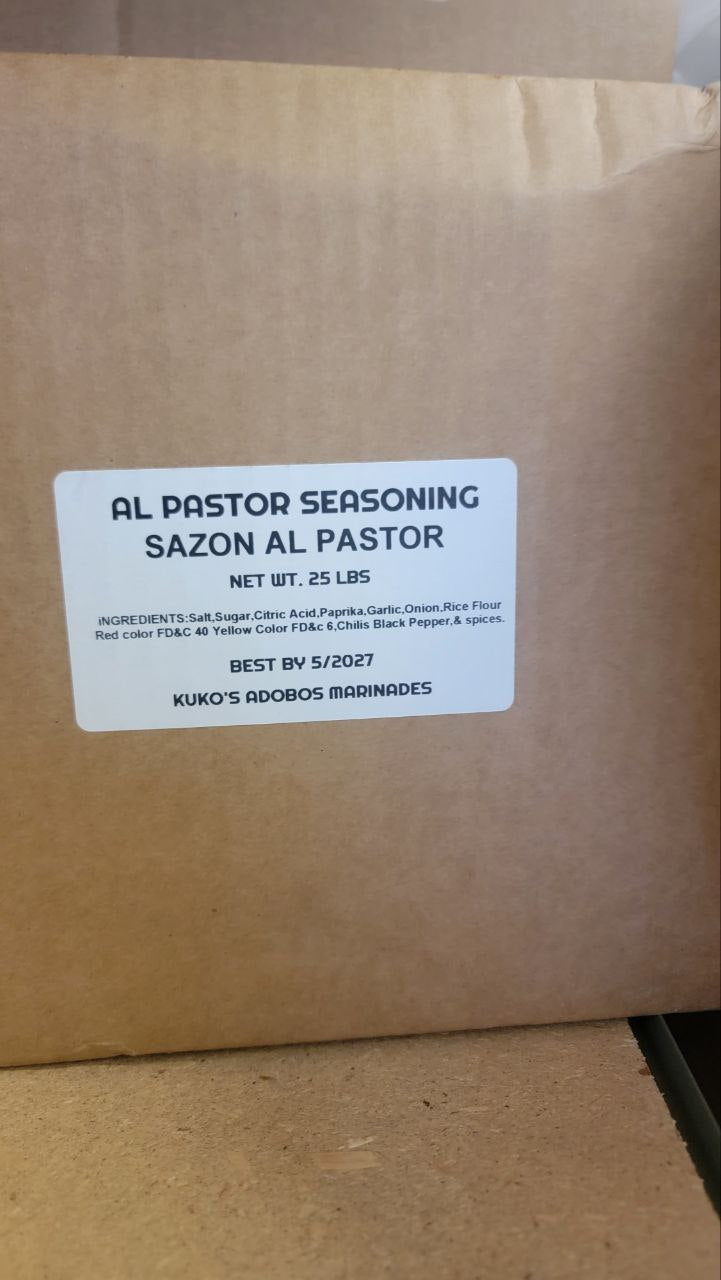 AL PASTOR SEASONING
SAZON AL PASTOR
NET WT. 25 LBS
iNGREDIENTS:Salt,Sugar,Citric Acid,Paprika,Garlic,Onion.Rice Flour
Red color FD&C 40 Yellow Color FD&c 6,Chilis Black Pepper,& spices.
BEST BY 5/2027
KUKO'S ADOBOS MARINADES